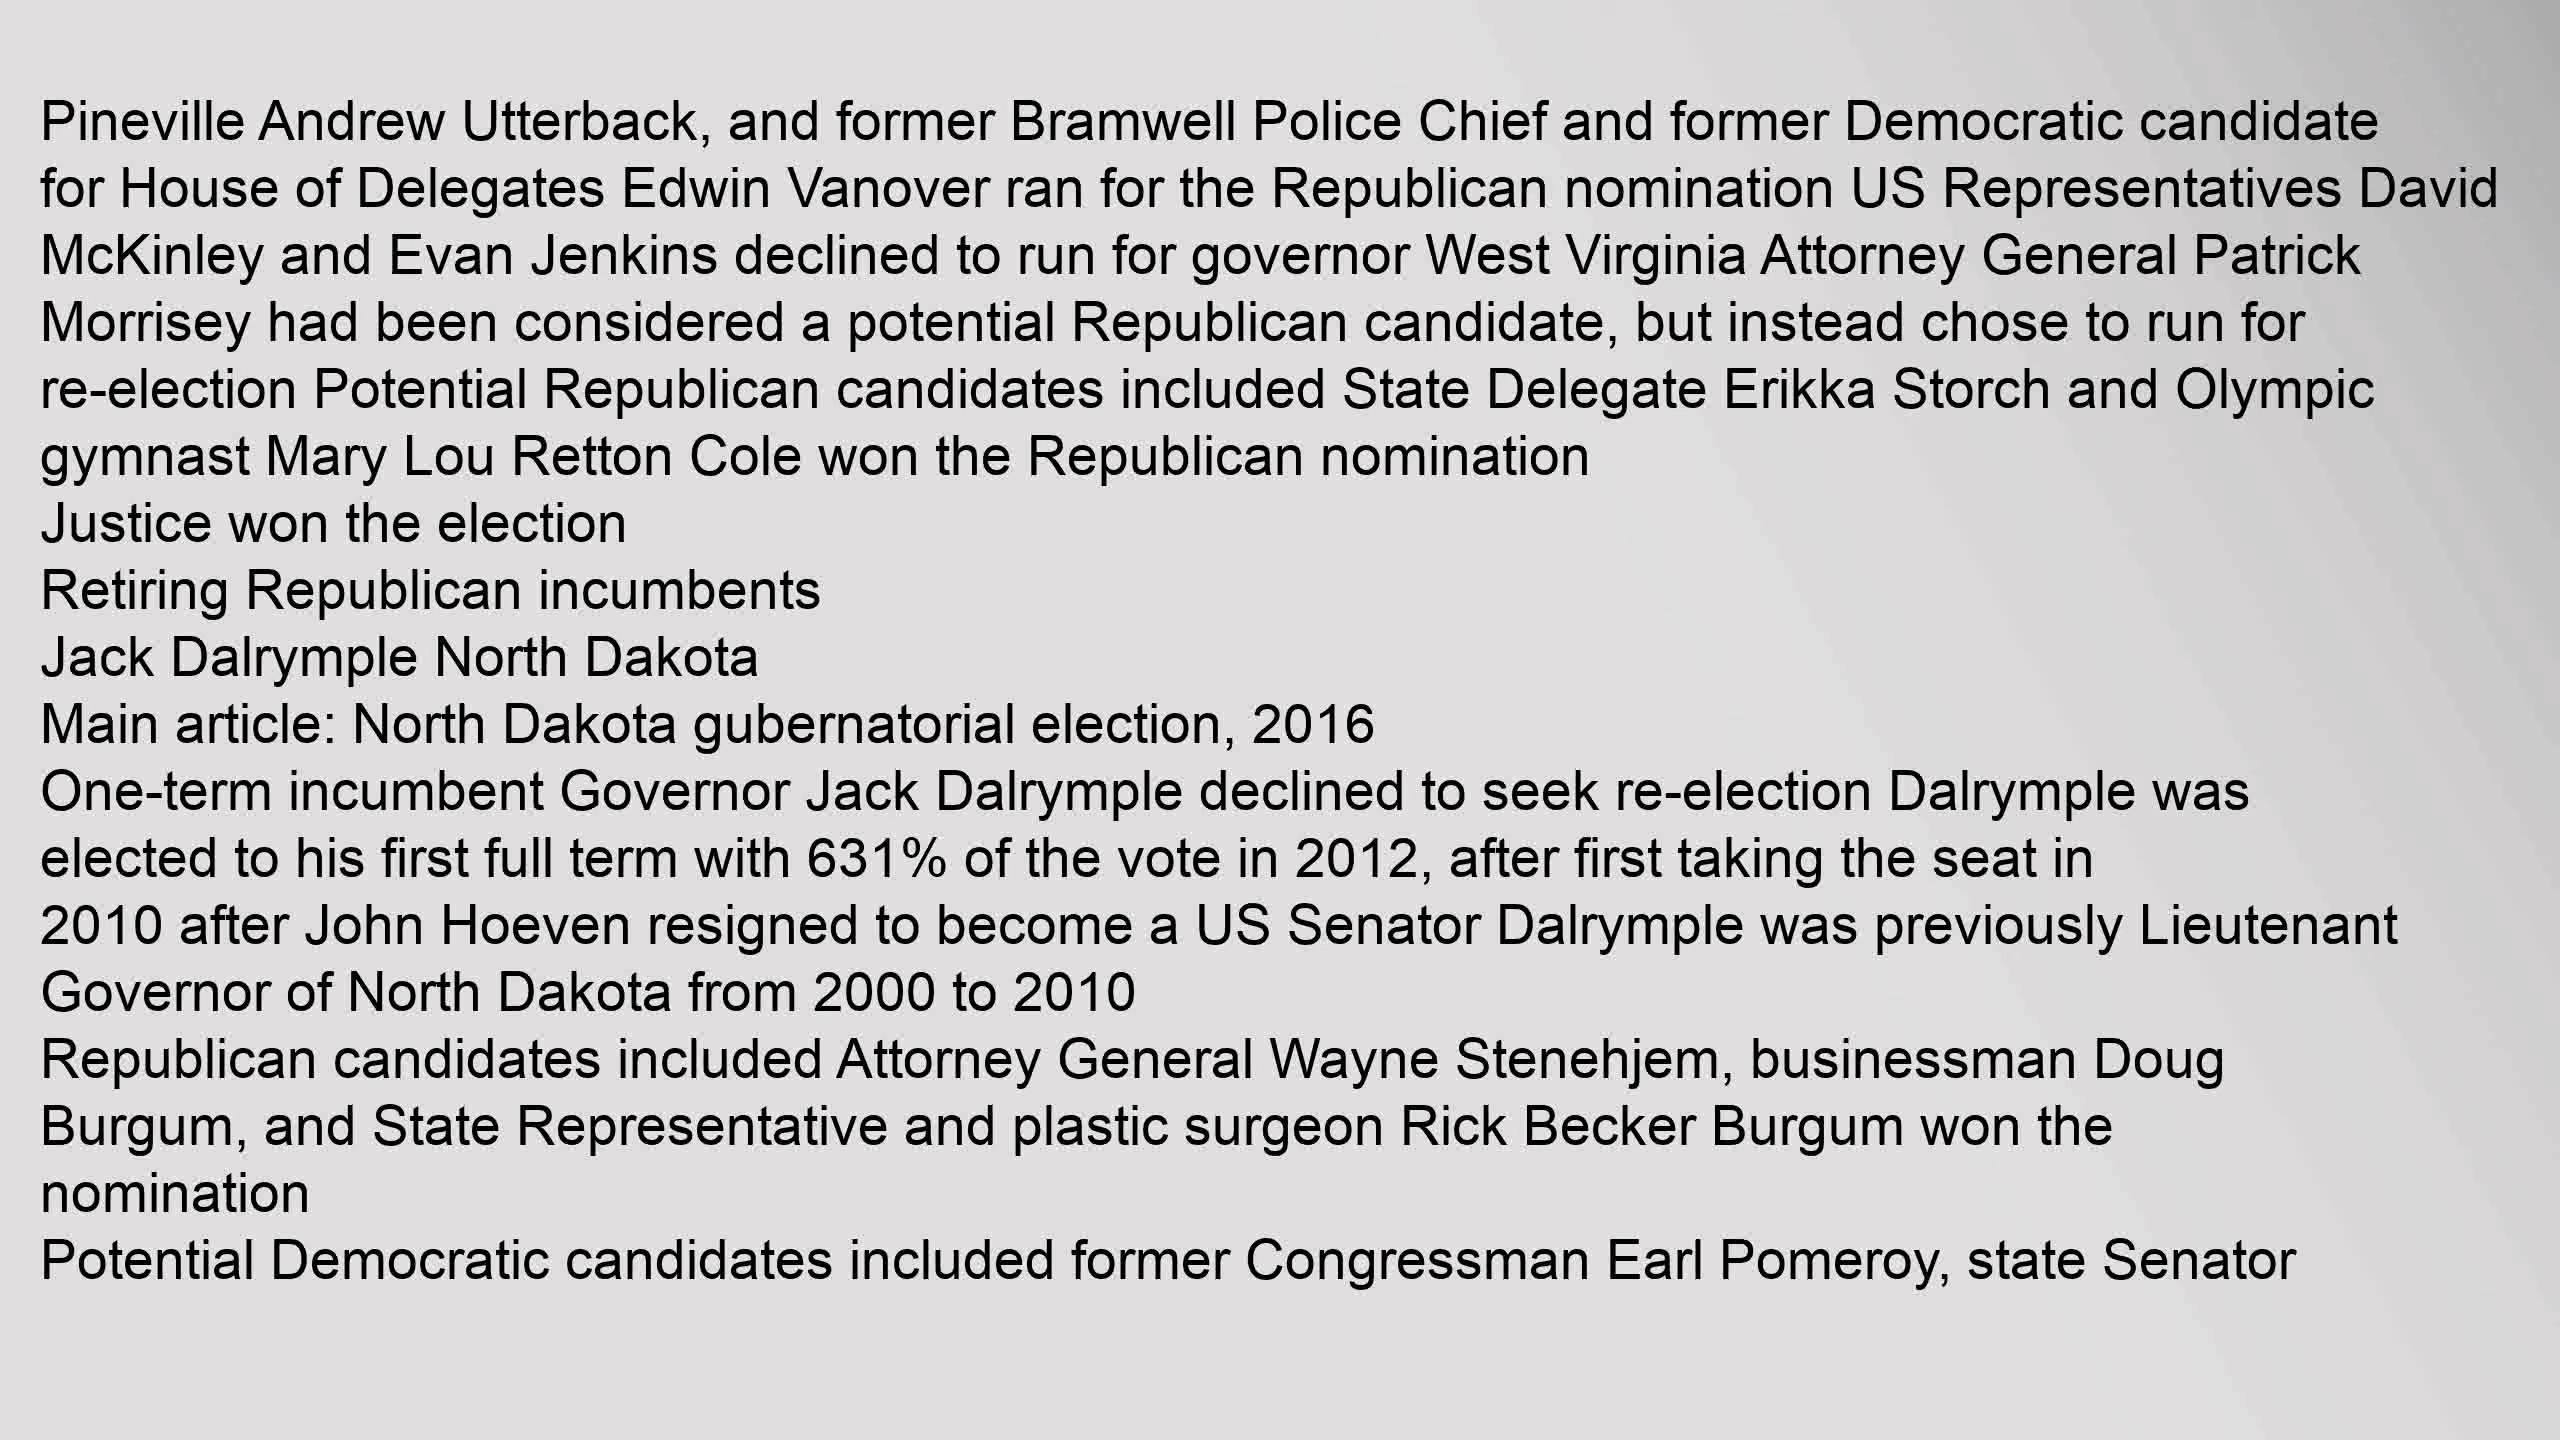 Pineville Andrew Utterback, and former Bramwell Police Chief and former Democratic candidate
for House of Delegates Edwin Vanover ran for the Republican nomination US Representatives David
McKinley and Evan Jenkins declined to run for governor West Virginia Attorney General Patrick
Morrisey had been considered a potential Republican candidate, but instead chose to run for
re-election Potential Republican candidates included State Delegate Erikka Storch and Olympic
gymnast Mary Lou Retton Cole won the Republican nomination
Justice won the election
Retiring Republican incumbents
Jack Dalrymple North Dakota
Main article: North Dakota gubernatorial election, 2016
One-term incumbent Governor Jack Dalrymple declined to seek re-election Dalrymple was
elected to his first full term with 631% of the vote in 2012, after first taking the seat in
2010 after John Hoeven resigned to become a US Senator Dalrymple was previously Lieutenant
Governor of North Dakota from 2000 to 2010
Republican candidates included Attorney General Wayne Stenehjem, businessman Doug
Burgum, and State Representative and plastic surgeon Rick Becker Burgum won the
nomination
Potential Democratic candidates included former Congressman Earl Pomeroy, state Senator